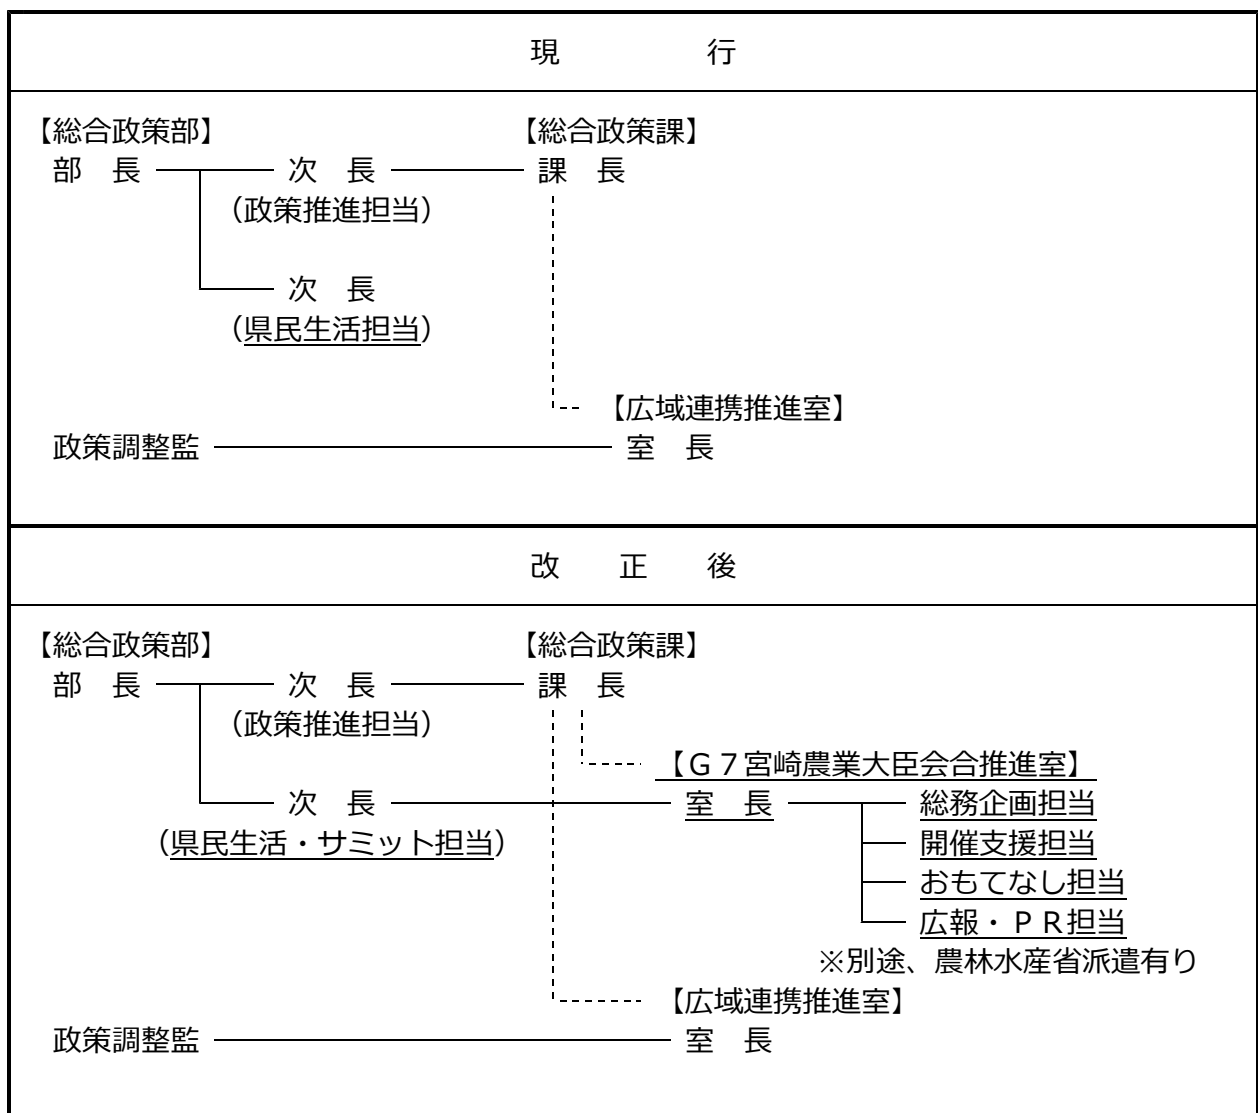 現　行
【総合政策部】　【総合政策課】
部　長　次　長　課　長
（政策推進担当）
次　長
（県民生活担当）
【広域連携推進室】
政策調整監　室　長
改　正　後
【総合政策部】　【総合政策課】
部　長　次　長　課　長
（政策推進担当）
【Ｇ７宮崎農業大臣会合推進室】
次　長　室　長　総務企画担当
（県民生活・サミット担当）　開催支援担当
おもてなし担当
広報・ＰＲ担当
※別途、農林水産省派遣有り
【広域連携推進室】
政策調整監　室　長